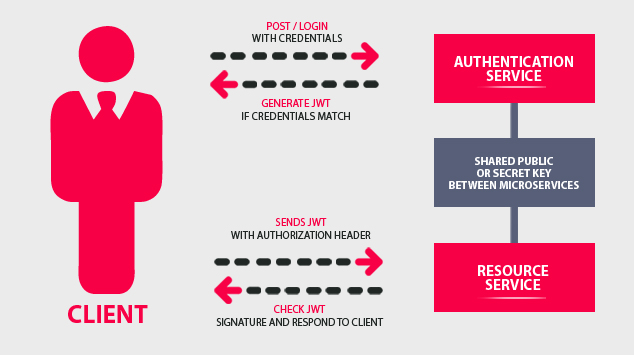 POST / LOGIN
WITH CREDENTIALS
GENERATE JWT
IF CREDENTIALS MATCH
AUTHENTICATION
SERVICE
SHARED PUBLIC
OR SECRET KEY
BETWEEN MICROSERVICES
SENDS JWT
WITH AUTHORIZATION HEADER
CHECK JWT
SIGNATURE AND RESPOND TO CLIENT
RESOURCE
SERVICE
CLIENT